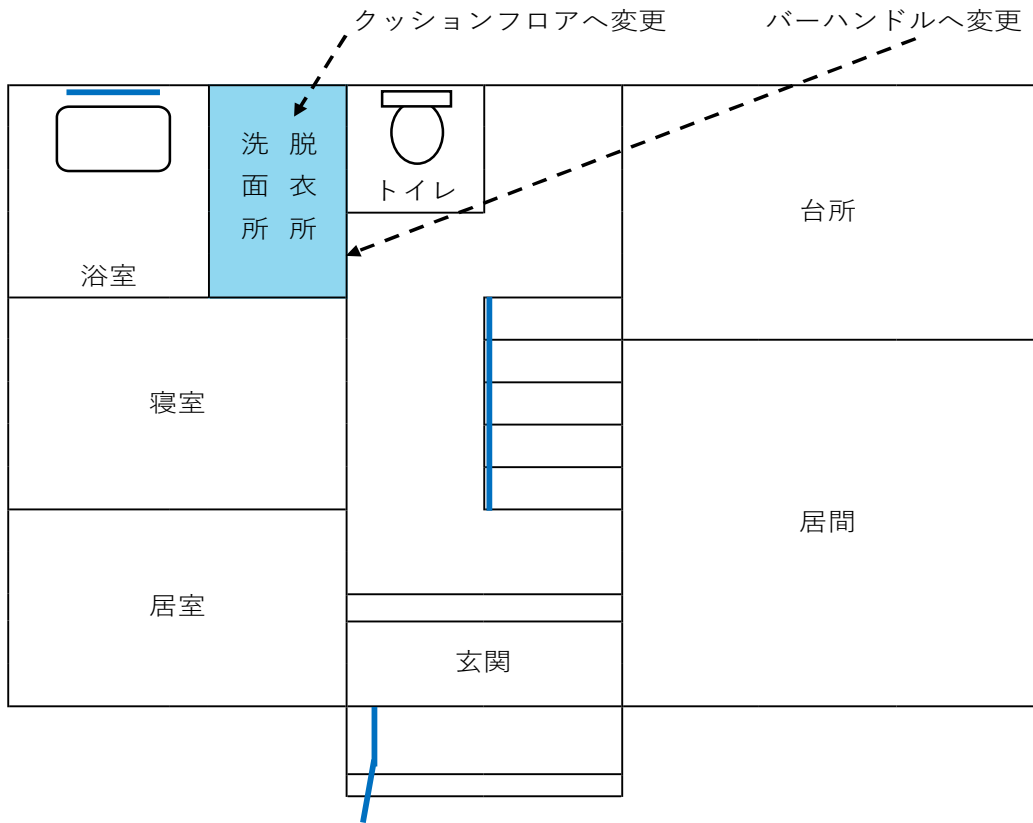 クッションフロアへ変更
バーハンドルへ変更
脱衣所
洗面所
トイレ
台所
浴室
寝室
居間
居室
玄関